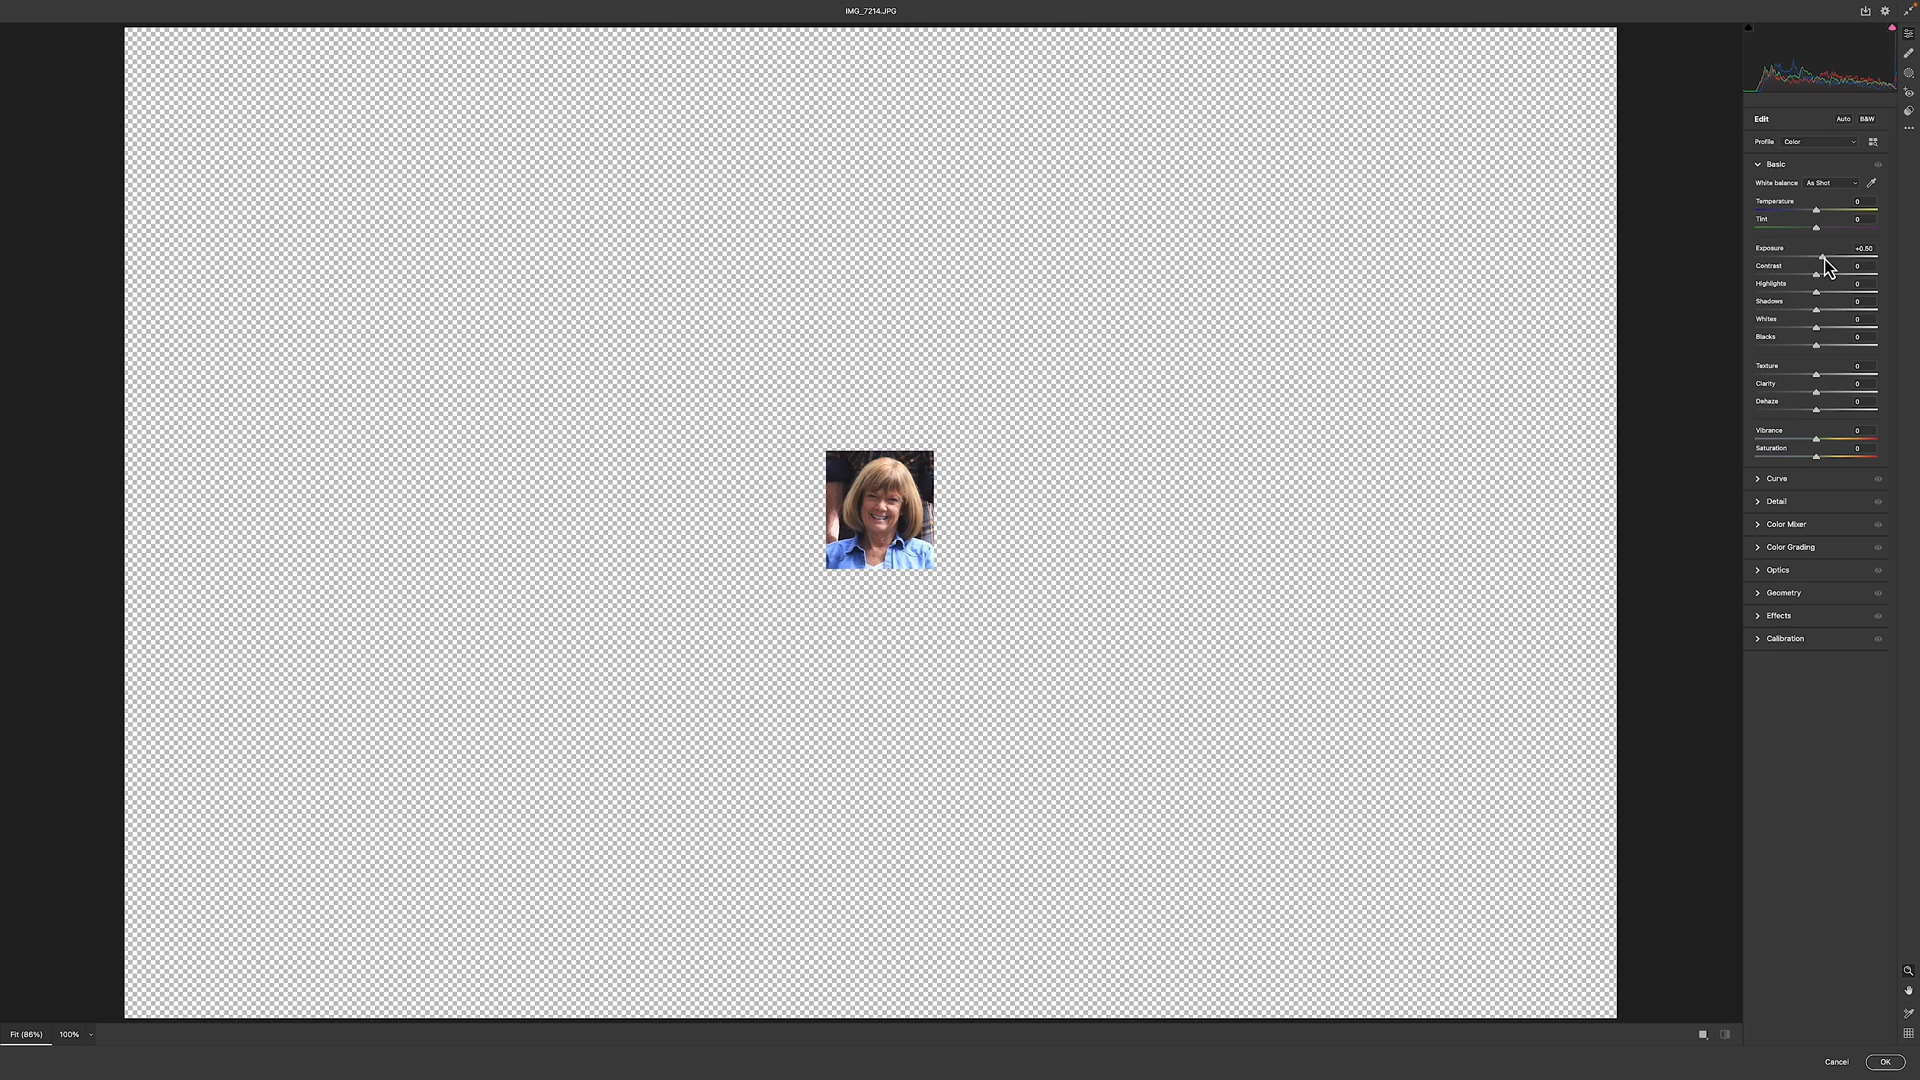 IMG_7214.JPG
Edit Auto B&W
Profile Color
Basic
White balance As Shot
Temperature 0
Tint 0
Exposure +0.50
Contrast 0
Highlights 0
Shadows 0
Whites 0
Blacks 0
Texture 0
Clarity 0
Dehaze 0
Vibrance 0
Saturation 0
Curve
Detail
Color Mixer
Color Grading
Optics
Geometry
Effects
Calibration
Fit (86%) 100%
Cancel OK